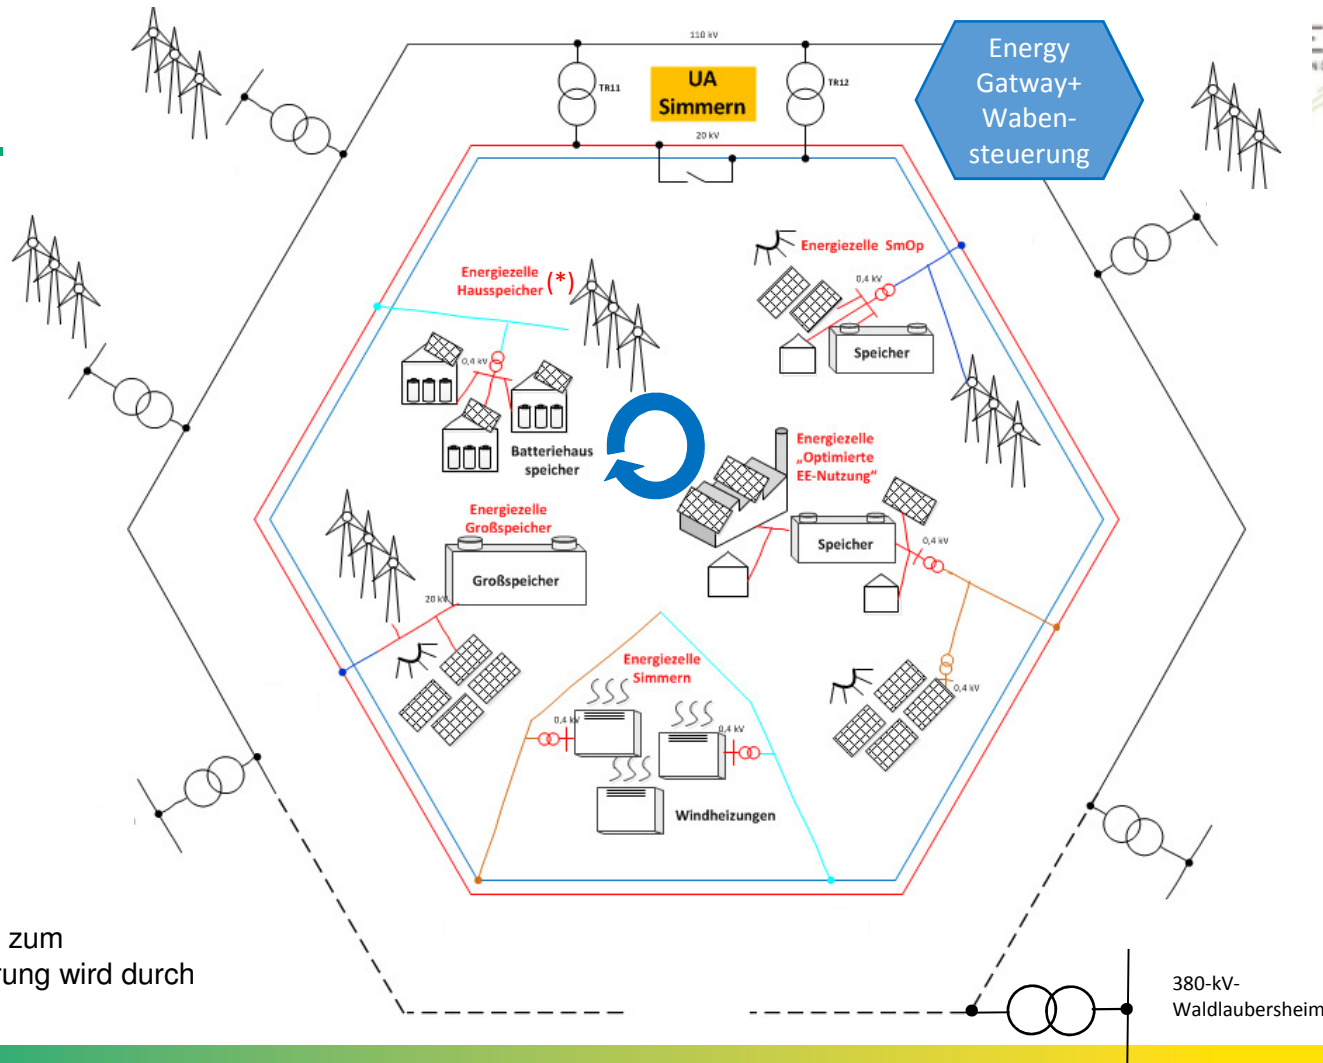 110 kV
Energy
Gatway+
Waben-
steuerung
TR11
UA
Simmern
TR12
20 kV
Energiezelle SmOp
0,4 kV
Speicher
Energiezelle
Hausspeicher (*)
0,4 kV
Batteriehaus
speicher
Energiezelle
„Optimierte
EE-Nutzung“
Speicher
0,4 kV
0,4 kV
Energiezelle
Großspeicher
Großspeicher
20 kV
Energiezelle
Simmern
0,4 kV
0,4 kV
Windheizungen
zum
rung wird durch
380-kV-
Waldlaubersheim